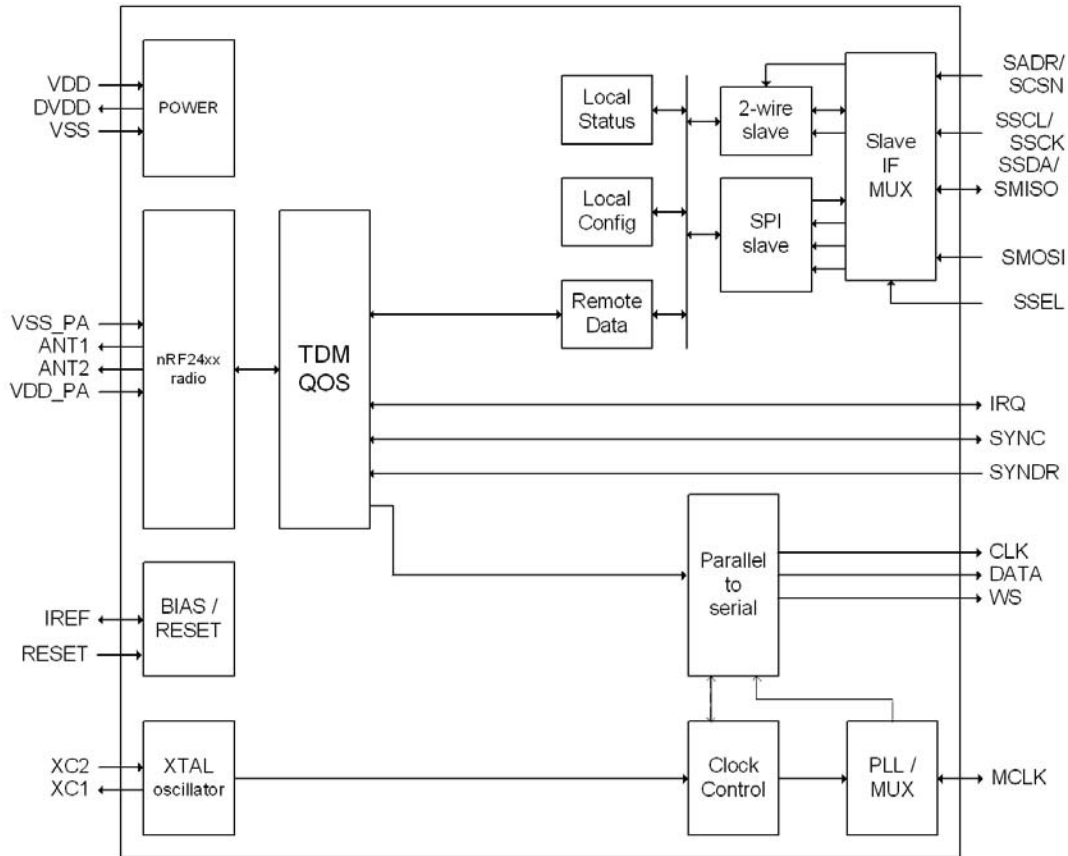 VDD
DVDD
VSS
POWER
VSS_PA
ANT1
ANT2
VDD_PA
nRF24xx
radio
TDM
QOS
IREF
RESET
BIAS /
RESET
XC2
XC1
XTAL
oscillator
Local
Status
Local
Config
Remote
Data
2-wire
slave
SPI
slave
Slave
IF
MUX
SADR/
SCSN
SSCL/
SSCK
SSDA/
SMISO
SMOSI
SSEL
IRQ
SYNC
SYNDR
Parallel
to
serial
CLK
DATA
WS
Clock
Control
PLL /
MUX
MCLK